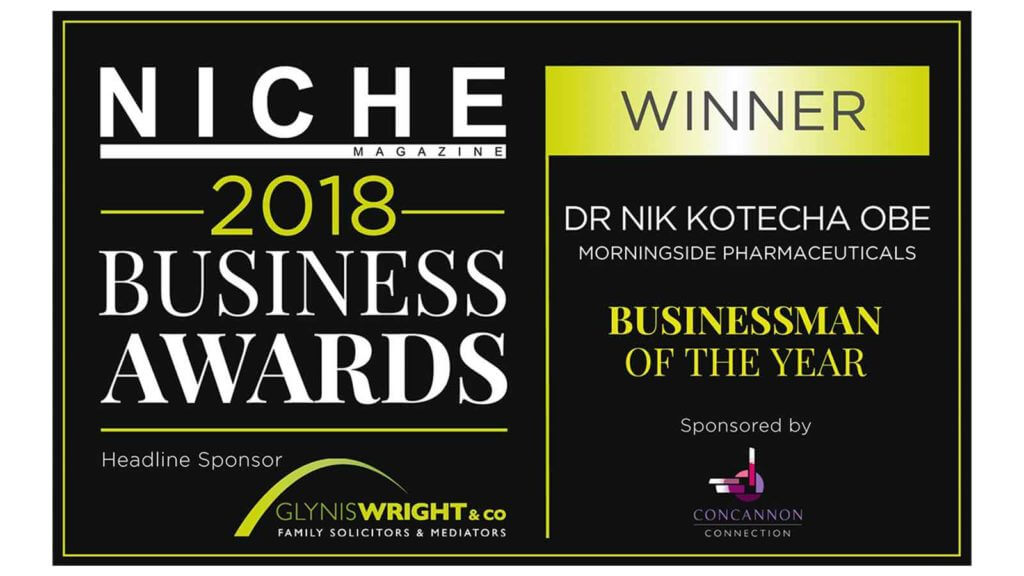 NICHE
MAGAZINE
2018
BUSINESS
AWARDS
Headline Sponsor
GLYNISWRIGHT & CO
FAMILY SOLICITORS & MEDIATORS
WINNER
DR NIK KOTECHA OBE
MORNINGSIDE PHARMACEUTICALS
BUSINESSMAN
OF THE YEAR
Sponsored by
CONCANNON
CONNECTION